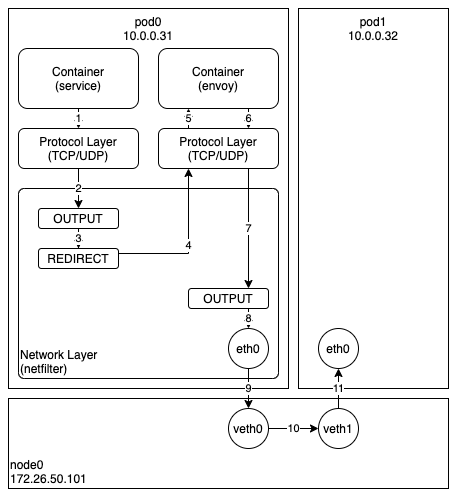 pod0
10.0.0.31
pod1
10.0.0.32
Container
(service)
Container
(envoy)
1
5
6
Protocol Layer
(TCP/UDP)
Protocol Layer
(TCP/UDP)
2
OUTPUT
3
REDIRECT
4
7
OUTPUT
8
eth0
eth0
Network Layer
(netfilter)
9
11
veth0
10
veth1
node0
172.26.50.101